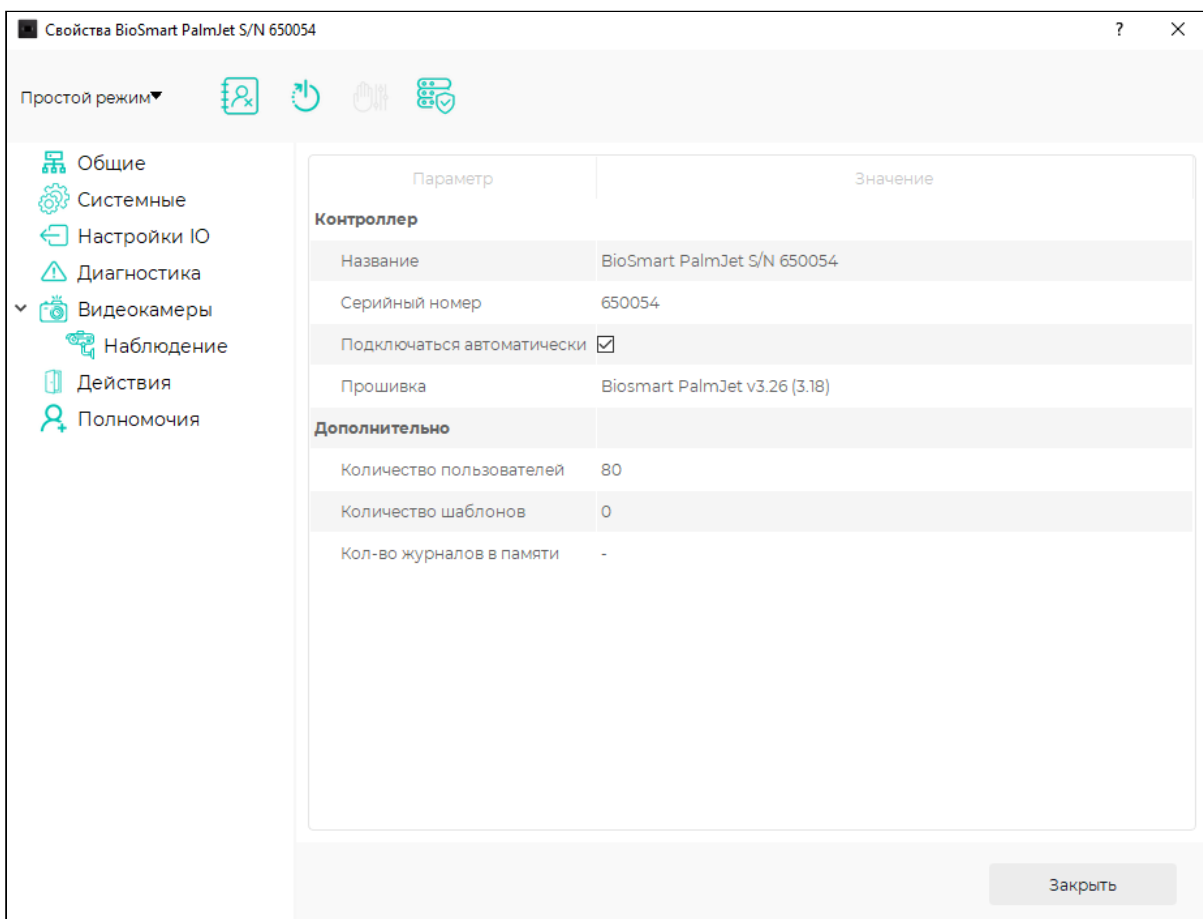 Свойства BioSmart PalmJet S/N 650054 ?
Простой режим
Общие
Системные
Настройки IO
Диагностика
Видеокамеры
Наблюдение
Действия
Полномочия
Параметр Значение
Контроллер
Название BioSmart PalmJet S/N 650054
Серийный номер 650054
Подключаться автоматически
Прошивка Biosmart PalmJet v3.26 (3.18)
Дополнительно
Количество пользователей 80
Количество шаблонов 0
Кол-во журналов в памяти -
Закрыть